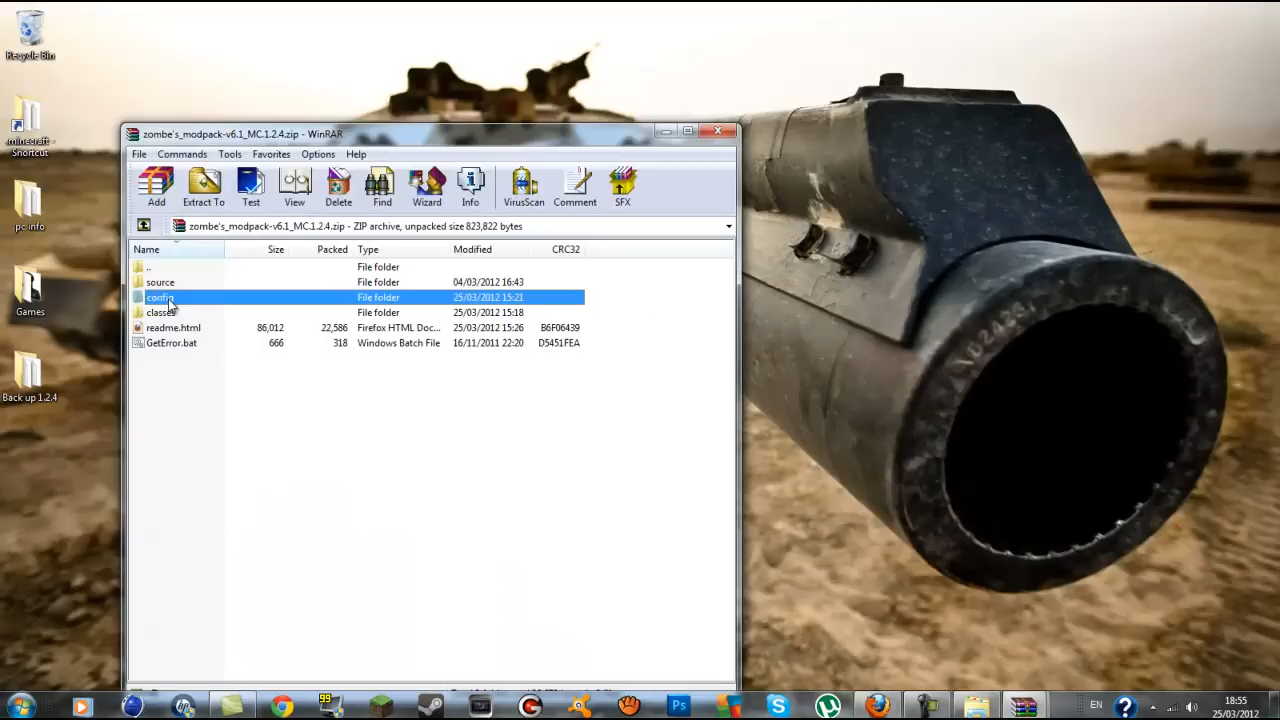 Recycle Bin
.minecraft -
Shortcut
pc info
Games
Back up 1.2.4
zombe's_modpack-v6.1_MC.1.2.4.zip - WinRAR
File Commands Tools Favorites Options Help
Add Extract To Test View Delete Find Wizard Info VirusScan Comment SFX
zombe's_modpack-v6.1_MC.1.2.4.zip - ZIP archive, unpacked size 823,822 bytes
Name Size Packed Type Modified CRC32
.. File folder
source File folder 04/03/2012 16:43
config File folder 25/03/2012 15:21
classes File folder 25/03/2012 15:18
readme.html 86,012 22,586 Firefox HTML Doc... 25/03/2012 15:26 B6F06439
GetError.bat 666 318 Windows Batch File 16/11/2011 22:20 D5451FEA
99
EN
18:55
25/03/2012